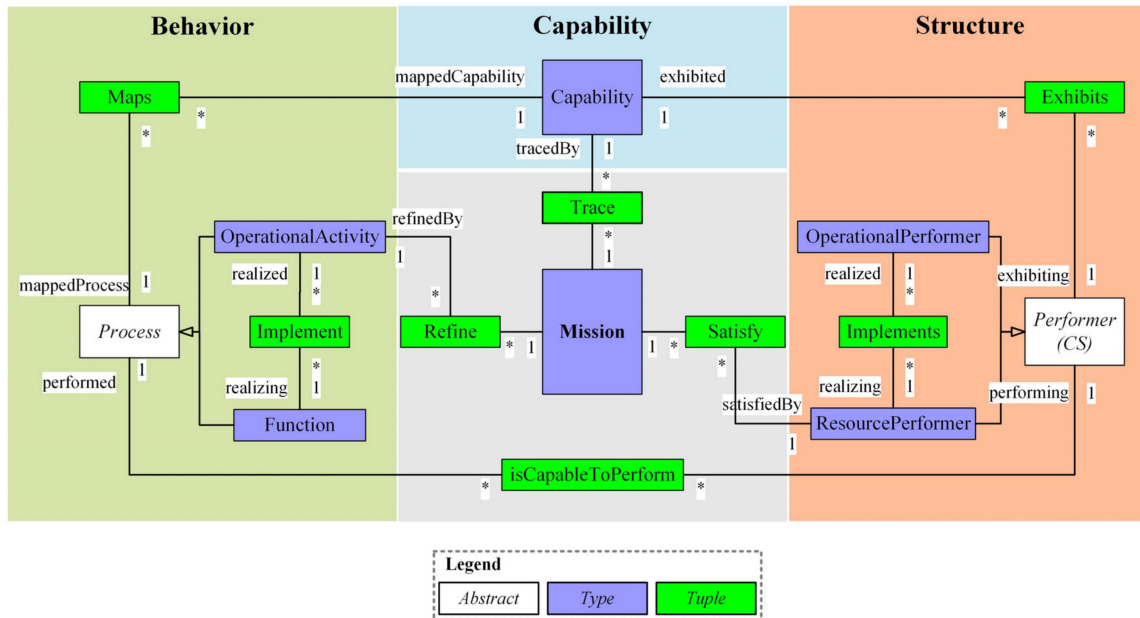 Behavior
Capability
Structure
Maps
*
*
mappedCapability
1
Capability
exhibited
1
*
Exhibits
*
tracedBy
1
*
Trace
*
1
OperationalActivity
refinedBy
1
OperationalPerformer
realized
1
*
realized
1
*
mappedProcess
1
exhibiting
1
*
Process
Implement
Refine
*
1
Mission
1
*
Satisfy
Implements
Performer
(CS)
performed
1
*
realizing
1
*
*
realizing
1
performing
1
satisfiedBy
1
Function
ResourcePerformer
*
isCapableToPerform
*
Legend
Abstract
Type
Tuple